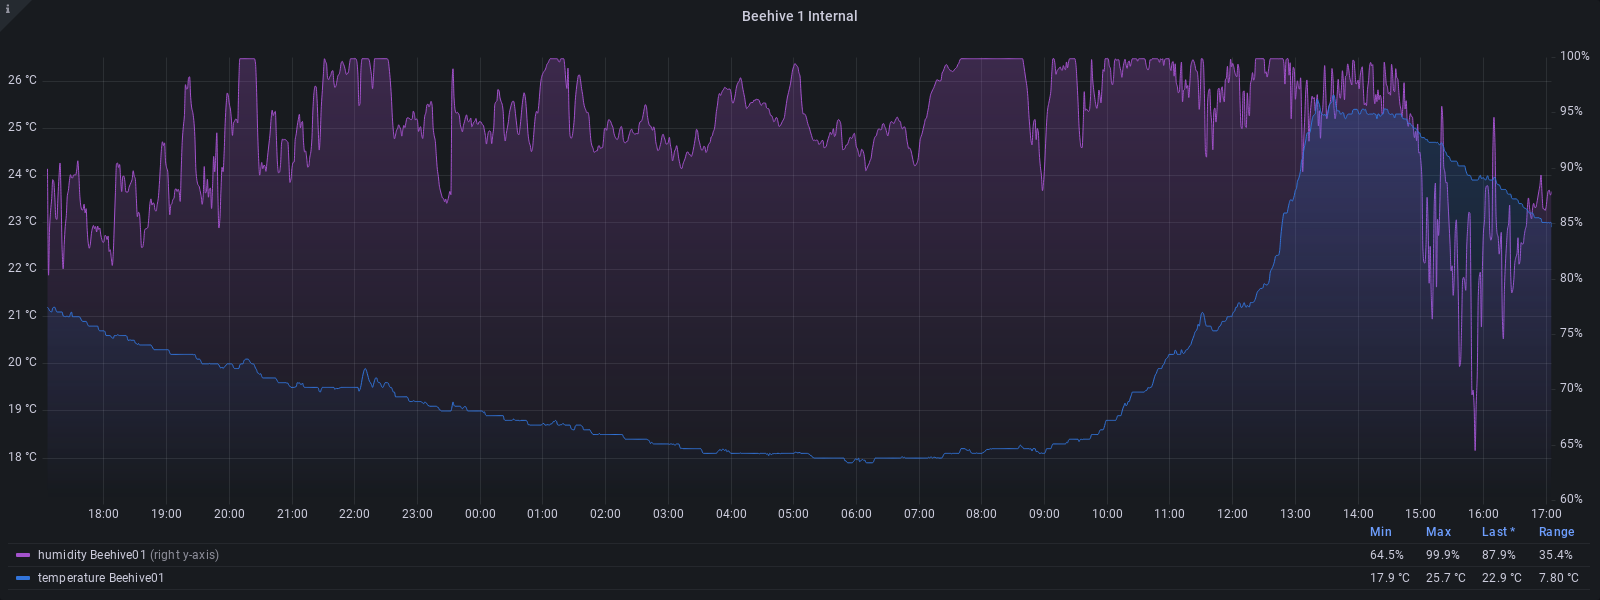 i
Beehive 1 Internal
26 °C
25 °C
24 °C
23 °C
22 °C
21 °C
20 °C
19 °C
18 °C
100%
95%
90%
85%
80%
75%
70%
65%
60%
18:00 19:00 20:00 21:00 22:00 23:00 00:00 01:00 02:00 03:00 04:00 05:00 06:00 07:00 08:00 09:00 10:00 11:00 12:00 13:00 14:00 15:00 16:00 17:00
Min Max Last * Range
humidity Beehive01 (right y-axis) 64.5% 99.9% 87.9% 35.4%
temperature Beehive01 17.9 °C 25.7 °C 22.9 °C 7.80 °C